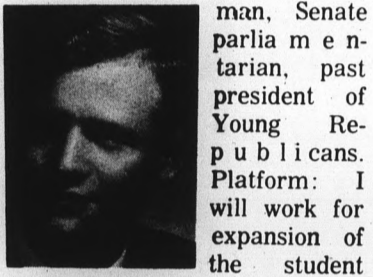 man, Senate
parlia m e n-
tarian, past
president of
Young Re-
p u b l i cans.
Platform: I
will work for
expansion of
the student